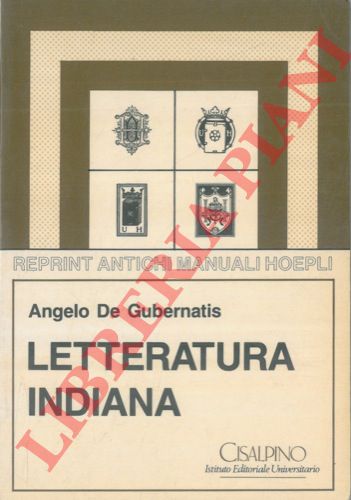 U H
REPRINT ANTICHI MANUALI HOEPLI
Angelo De Gubernatis
LETTERATURA
INDIANA
CISALPINO
Istituto Editoriale Universitario
LIBRERIA PIANI